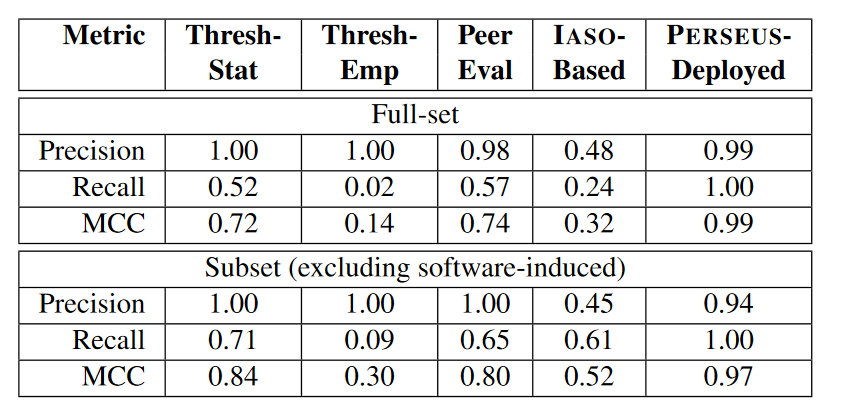 Metric Thresh-Stat Thresh-Emp Peer Eval IASO-Based PERSEUS-Deployed
Full-set
Precision 1.00 1.00 0.98 0.48 0.99
Recall 0.52 0.02 0.57 0.24 1.00
MCC 0.72 0.14 0.74 0.32 0.99
Subset (excluding software-induced)
Precision 1.00 1.00 1.00 0.45 0.94
Recall 0.71 0.09 0.65 0.61 1.00
MCC 0.84 0.30 0.80 0.52 0.97